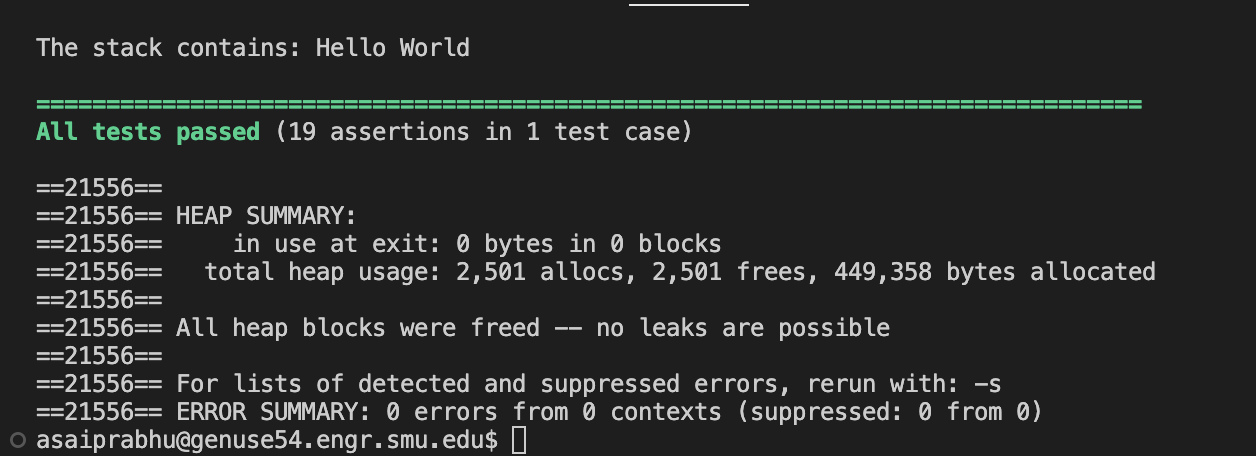 The stack contains: Hello World
===============================================================================
All tests passed (19 assertions in 1 test case)
==21556==
==21556== HEAP SUMMARY:
==21556==     in use at exit: 0 bytes in 0 blocks
==21556==   total heap usage: 2,501 allocs, 2,501 frees, 449,358 bytes allocated
==21556==
==21556== All heap blocks were freed -- no leaks are possible
==21556==
==21556== For lists of detected and suppressed errors, rerun with: -s
==21556== ERROR SUMMARY: 0 errors from 0 contexts (suppressed: 0 from 0)
asaiprabhu@genuse54.engr.smu.edu$